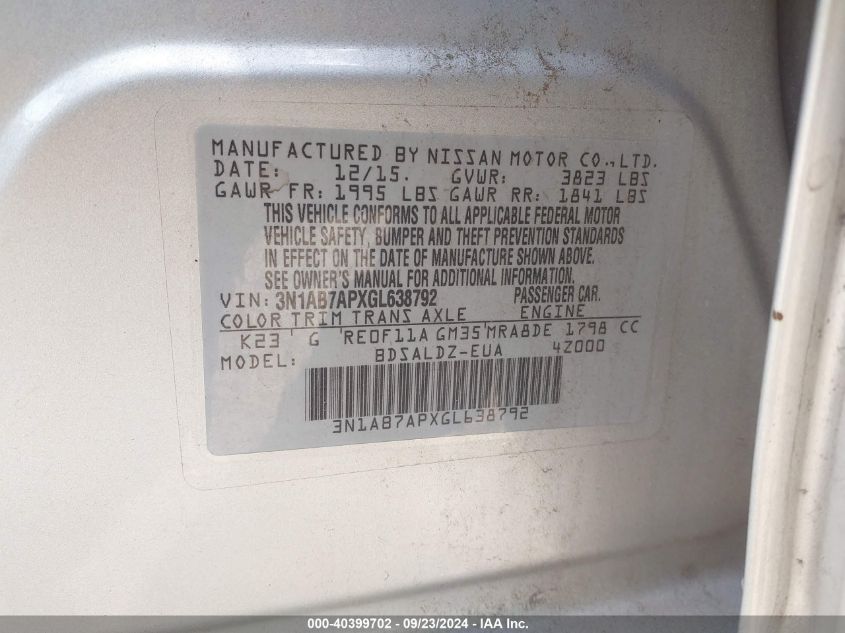 MANUFACTURED BY NISSAN MOTOR CO., LTD.
DATE: 12/15. GVWR: 3823 LBS
GAWR FR: 1995 LBS GAWR RR: 1841 LBS
THIS VEHICLE CONFORMS TO ALL APPLICABLE FEDERAL MOTOR
VEHICLE SAFETY, BUMPER AND THEFT PREVENTION STANDARDS
IN EFFECT ON THE DATE OF MANUFACTURE SHOWN ABOVE.
SEE OWNER'S MANUAL FOR ADDITIONAL INFORMATION.
VIN: 3N1AB7APXGL638792 PASSENGER CAR.
COLOR TRIM TRANS AXLE ENGINE
K23 G RE0F11A GM35 MRA8DE 1798 CC
MODEL: BDSALDZ-EUA 4Z000
3N1AB7APXGL638792
000-40399702 - 09/23/2024 - IAA Inc.